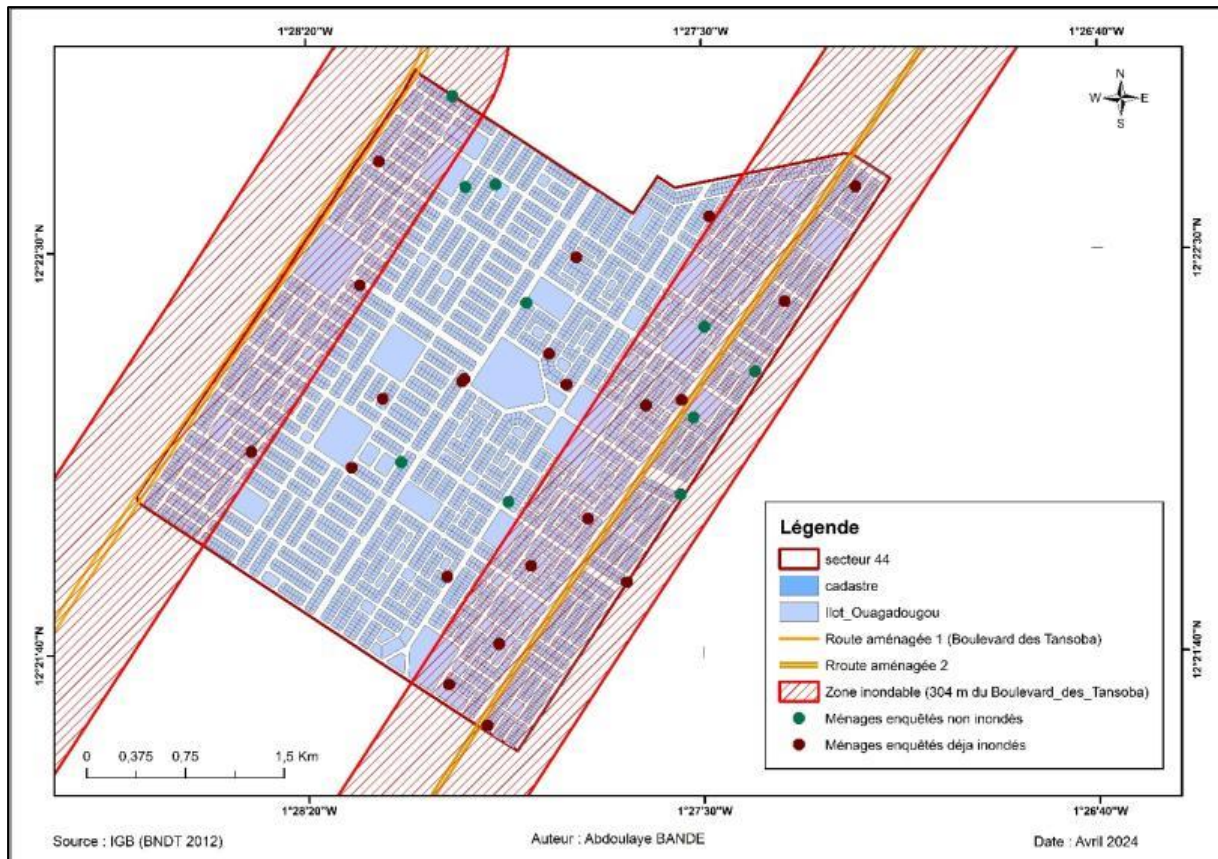 1°28'20"W 1°27'30"W 1°26'40"W
N
W E
S
12°22'30"N 12°22'30"N
12°21'40"N 12°21'40"N
Légende
secteur 44
cadastre
Ilot_Ouagadougou
Route aménagée 1 (Boulevard des Tansoba)
Rroute aménagée 2
Zone inondable (304 m du Boulevard_des_Tansoba)
Ménages enquêtés non inondés
Ménages enquêtés déja inondés
0 0,375 0,75 1,5 Km
1°28'20"W 1°27'30"W 1°26'40"W
Source : IGB (BNDT 2012) Auteur : Abdoulaye BANDE Date : Avril 2024